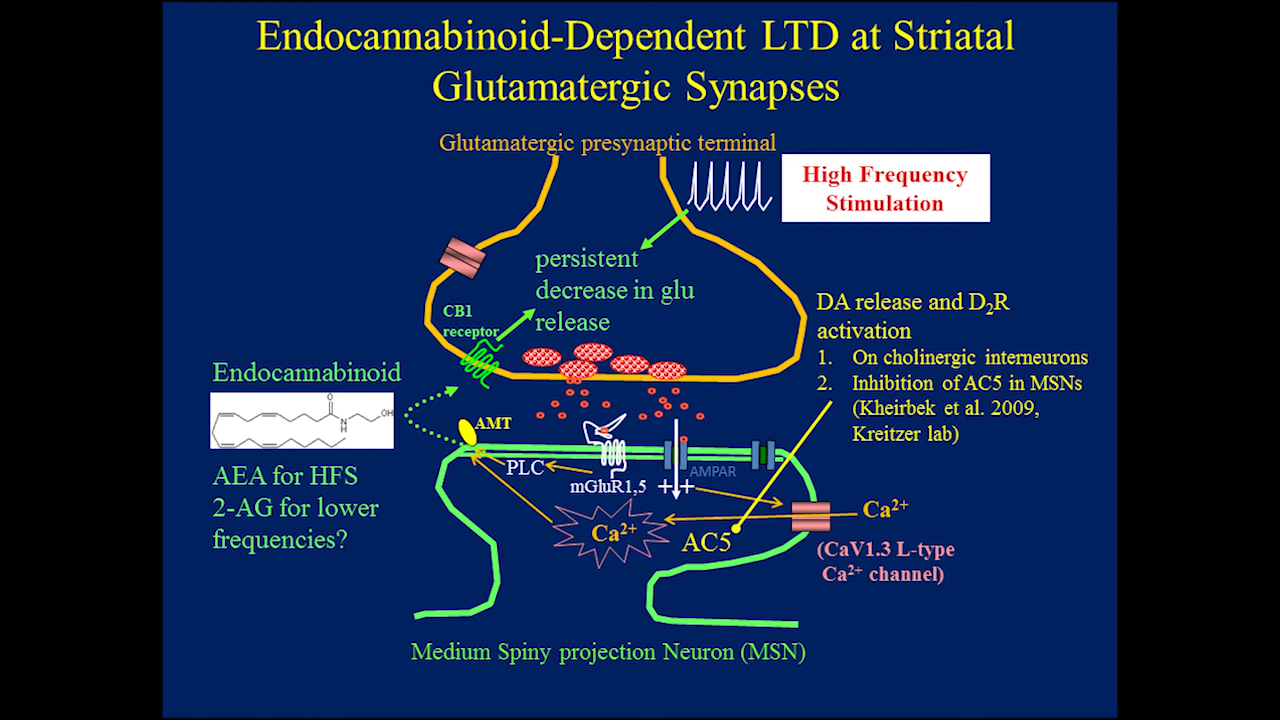 Endocannabinoid-Dependent LTD at Striatal
Glutamatergic Synapses
Glutamatergic presynaptic terminal
High Frequency
Stimulation
persistent
decrease in glu
release
CB1
receptor
DA release and D₂R
activation
1. On cholinergic interneurons
2. Inhibition of AC5 in MSNs
(Kheirbek et al. 2009,
Kreitzer lab)
Endocannabinoid
O
N
H
OH
AEA for HFS
2-AG for lower
frequencies?
AMT
PLC
mGluR1,5
++
AMPAR
Ca²⁺
AC5
Ca²⁺
(CaV1.3 L-type
Ca²⁺ channel)
Medium Spiny projection Neuron (MSN)